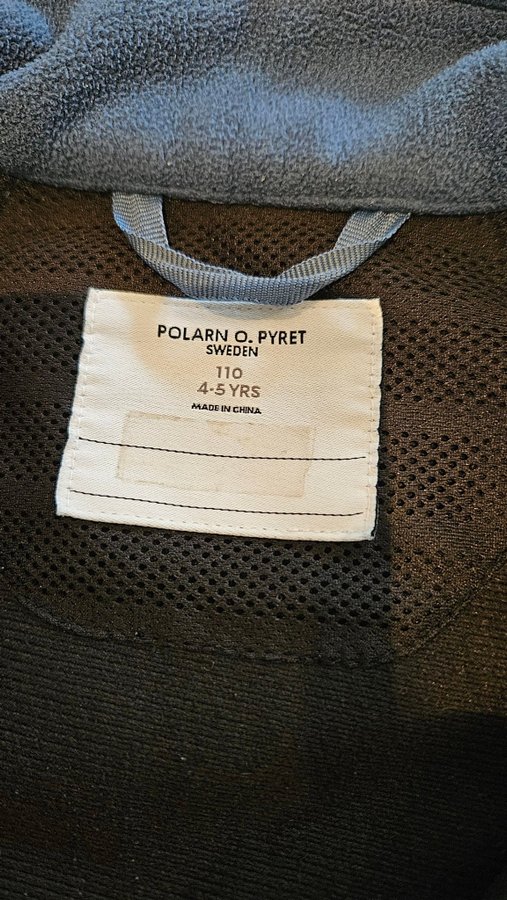 POLARN O. PYRET
SWEDEN
110
4-5 YRS
MADE IN CHINA